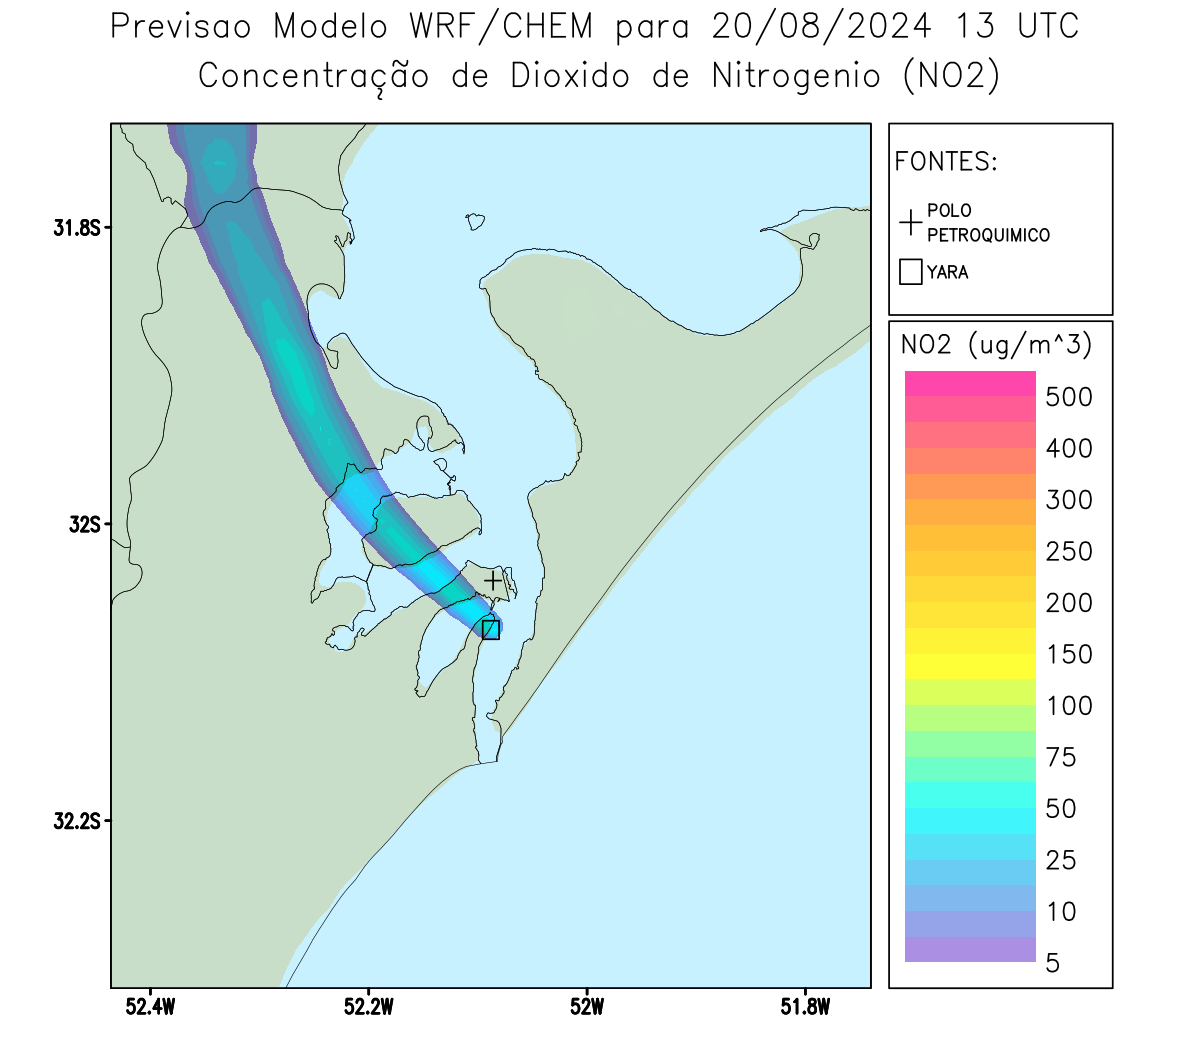 Previsao Modelo WRF/CHEM para 20/08/2024 13 UTC
Concentração de Dioxido de Nitrogenio (NO2)
FONTES:
POLO
PETROQUIMICO
YARA
NO2 (ug/m^3)
500
400
300
250
200
150
100
75
50
25
10
5
31.8S
32S
32.2S
52.4W
52.2W
52W
51.8W